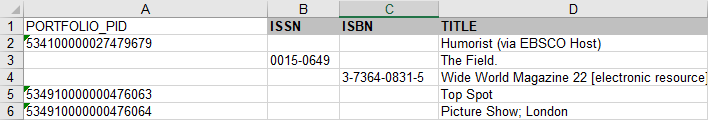 A B C D
1 PORTFOLIO_PID ISSN ISBN TITLE
2 534100000027479679 Humorist (via EBSCO Host)
3 0015-0649 The Field.
4 3-7364-0831-5 Wide World Magazine 22 [electronic resource]
5 534910000000476063 Top Spot
6 534910000000476064 Picture Show; London